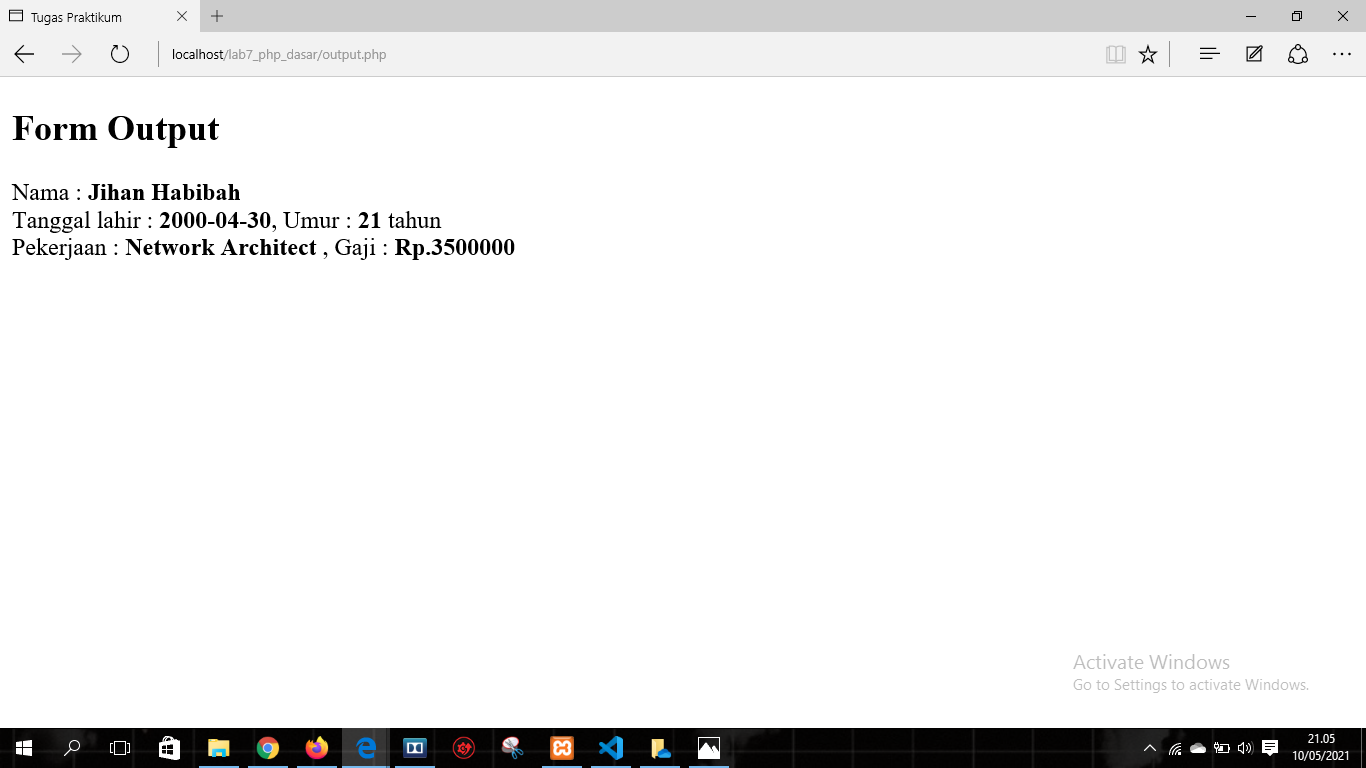 Tugas Praktikum
localhost/lab7_php_dasar/output.php
Form Output
Nama : Jihan Habibah
Tanggal lahir : 2000-04-30, Umur : 21 tahun
Pekerjaan : Network Architect , Gaji : Rp.3500000
Activate Windows
Go to Settings to activate Windows.
21.05
10/05/2021